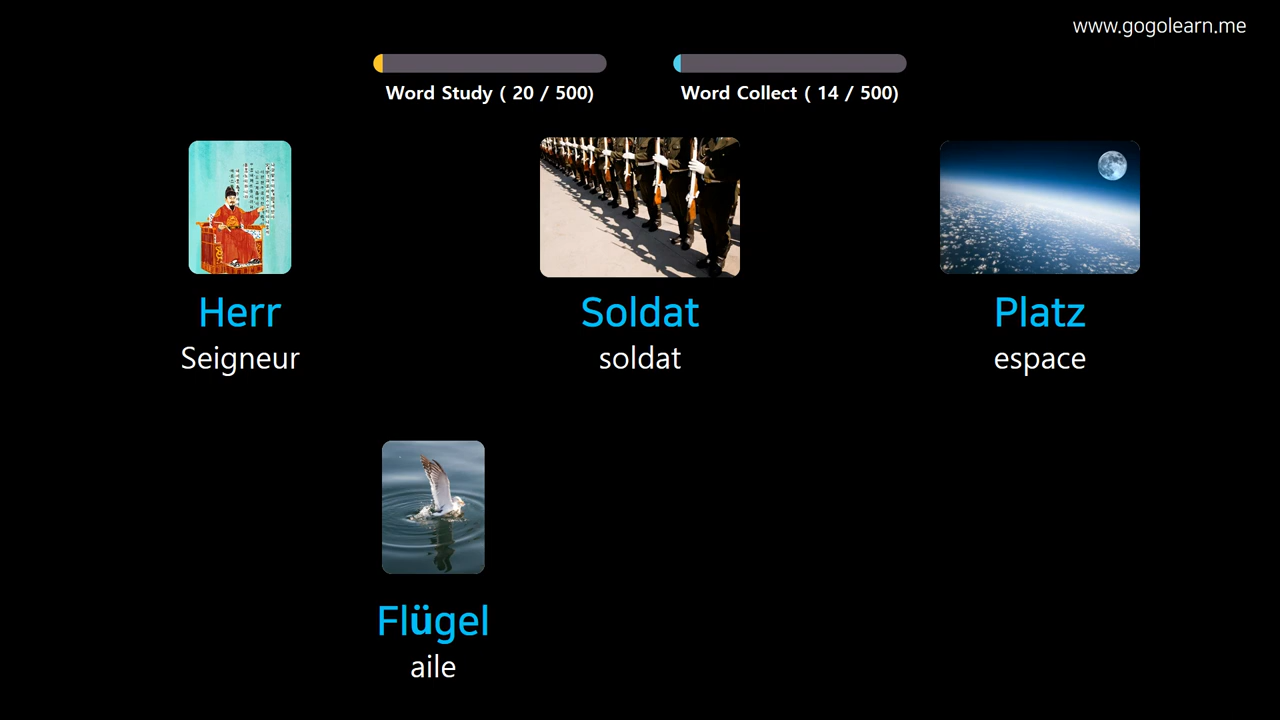 www.gogolearn.me
Word Study ( 20 / 500)
Word Collect ( 14 / 500)
Herr
Seigneur
Soldat
soldat
Platz
espace
Flügel
aile